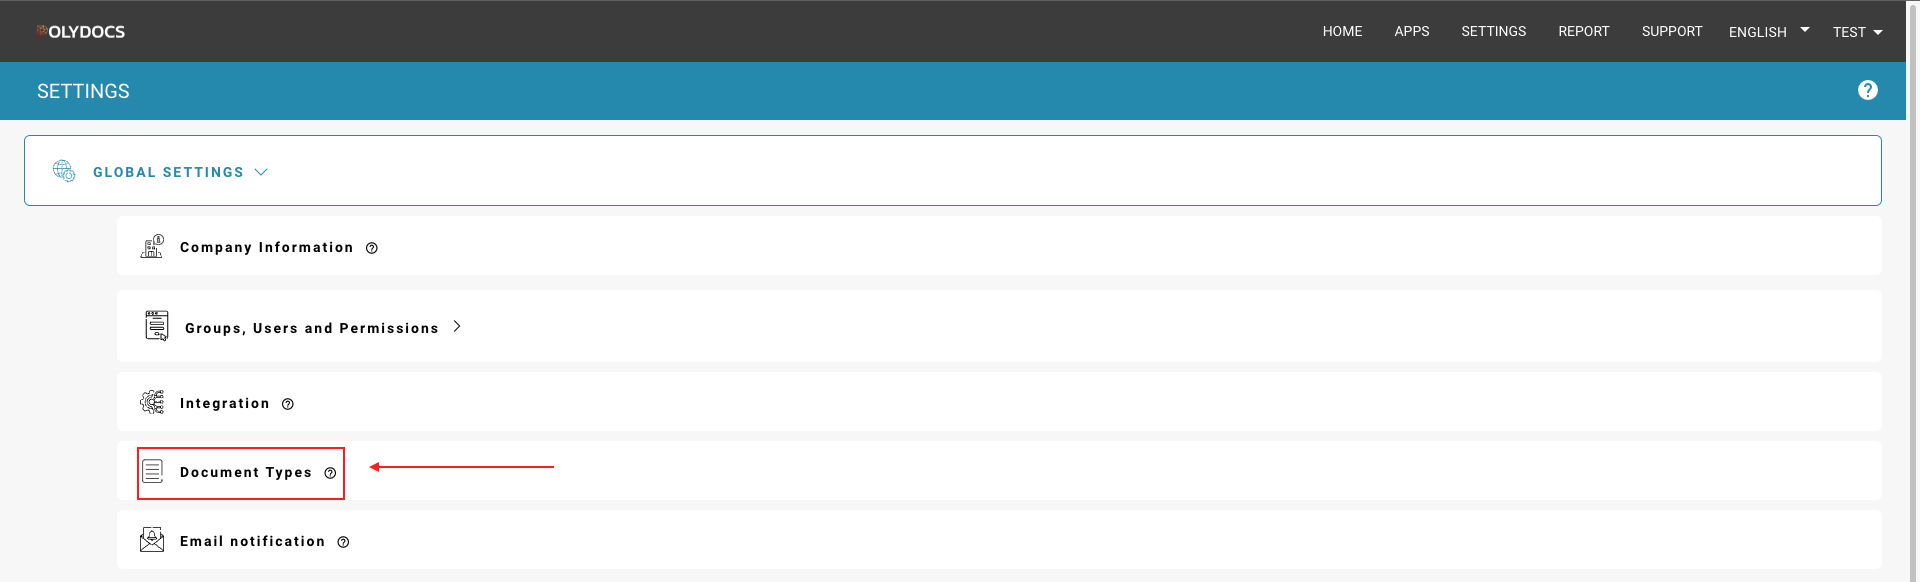 POLYDOCS
HOME APPS SETTINGS REPORT SUPPORT ENGLISH TEST
SETTINGS
GLOBAL SETTINGS
Company Information
Groups, Users and Permissions
Integration
Document Types
Email notification